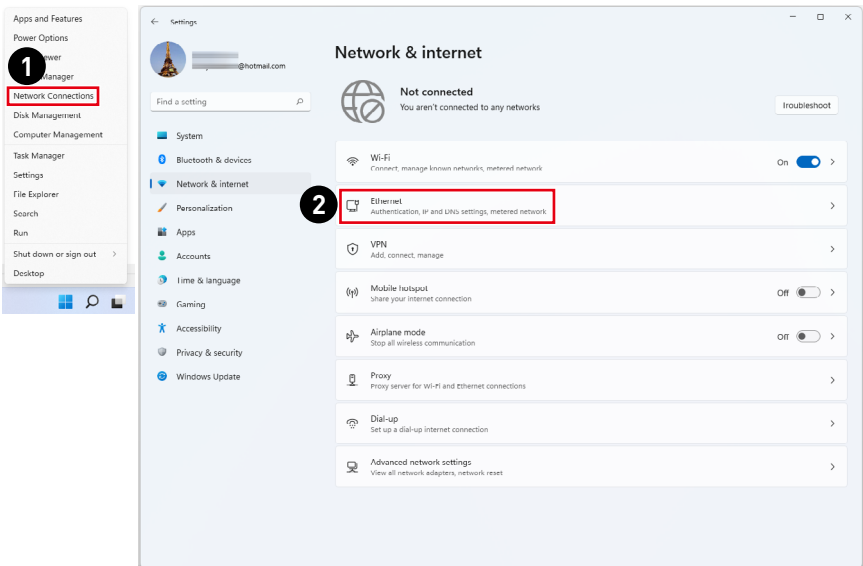 Apps and Features
Power Options
ewer
1
Manager
Network Connections
Disk Management
Computer Management
Task Manager
Settings
File Explorer
Search
Run
Shut down or sign out
Desktop
Settings
@hotmail.com
Find a setting
System
Bluetooth & devices
Network & internet
Personalization
Apps
Accounts
Time & language
Gaming
Accessibility
Privacy & security
Windows Update
Network & internet
Not connected
You aren't connected to any networks
Troubleshoot
Wi-Fi
Connect, manage known networks, metered network
On
2
Ethernet
Authentication, IP and DNS settings, metered network
VPN
Add, connect, manage
Mobile hotspot
Share your internet connection
Off
Airplane mode
Stop all wireless communication
Off
Proxy
Proxy server for Wi-Fi and Ethernet connections
Dial-up
Set up a dial-up internet connection
Advanced network settings
View all network adapters, network reset